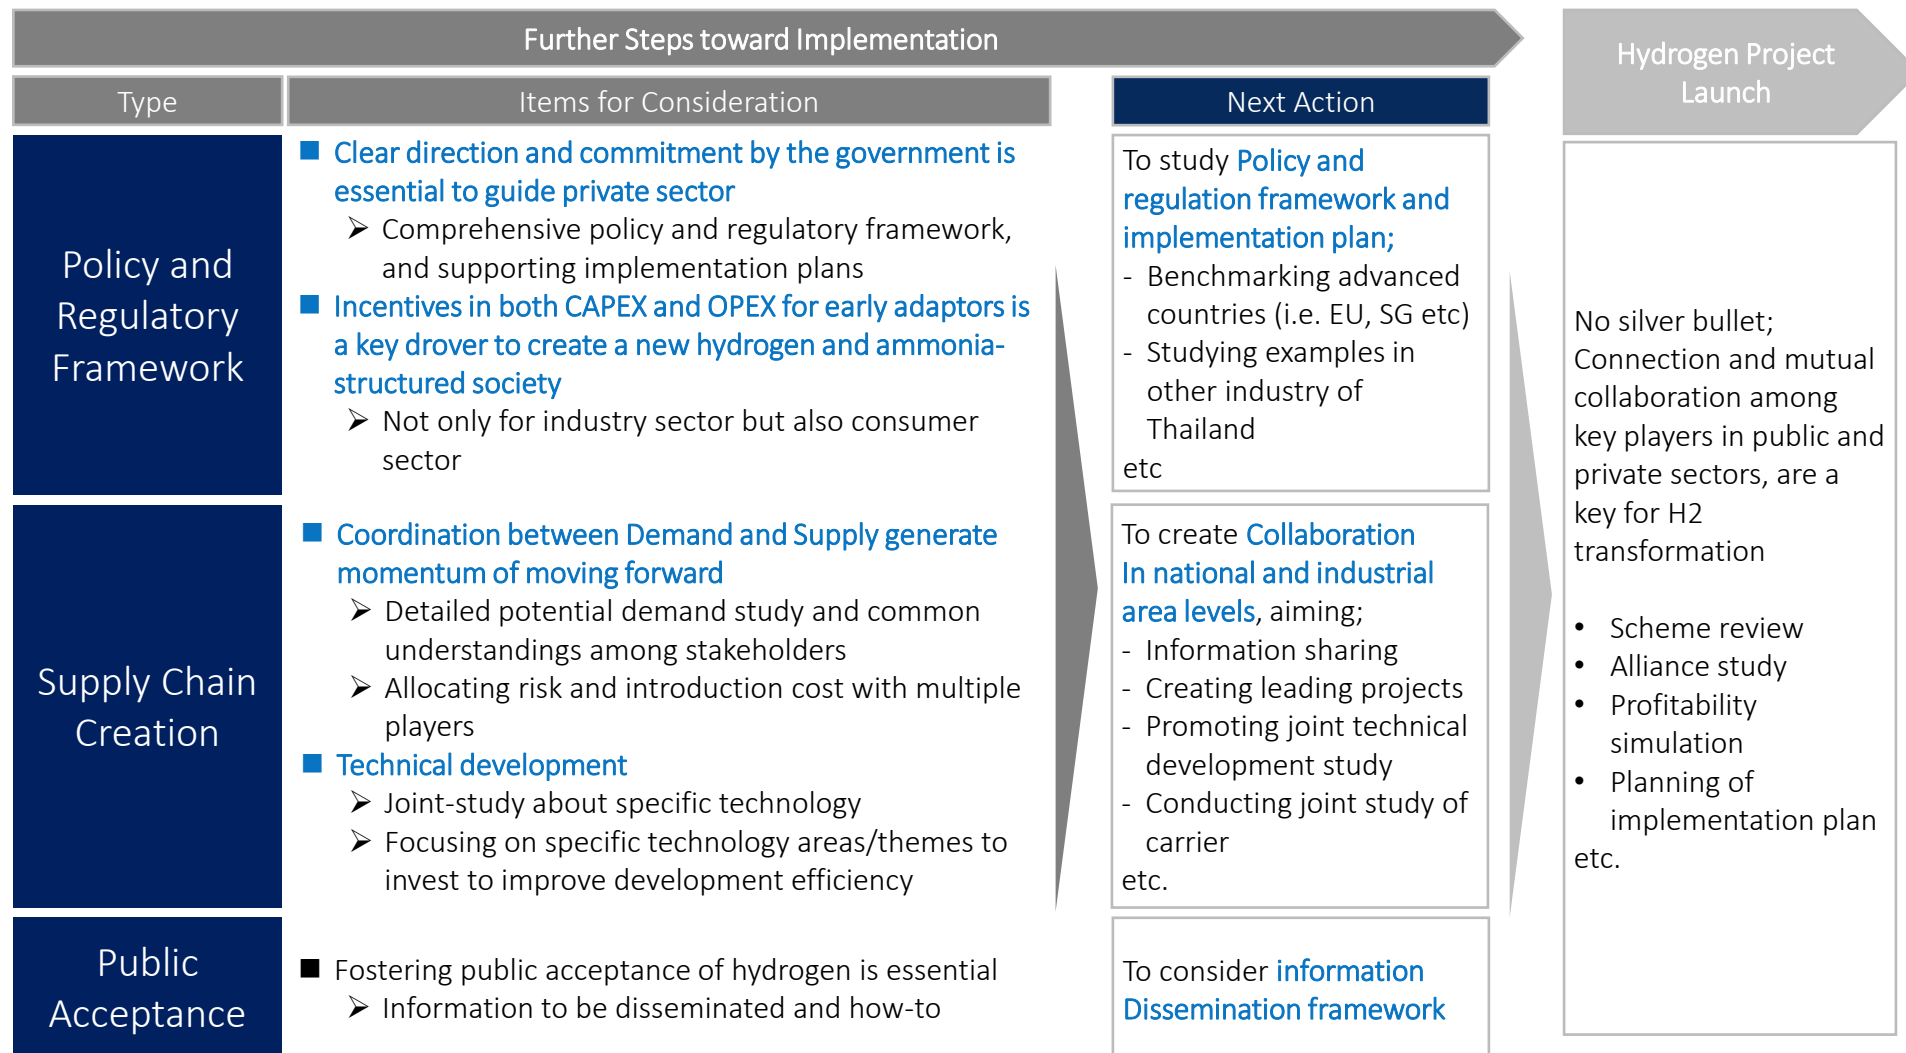 Further Steps toward Implementation
Hydrogen Project
Launch
Type
Items for Consideration
Next Action
Policy and
Regulatory
Framework
■ Clear direction and commitment by the government is
essential to guide private sector
➢ Comprehensive policy and regulatory framework,
and supporting implementation plans
■ Incentives in both CAPEX and OPEX for early adaptors is
a key drover to create a new hydrogen and ammonia-
structured society
➢ Not only for industry sector but also consumer
sector
To study Policy and
regulation framework and
implementation plan;
- Benchmarking advanced
countries (i.e. EU, SG etc)
- Studying examples in
other industry of
Thailand
etc
Supply Chain
Creation
■ Coordination between Demand and Supply generate
momentum of moving forward
➢ Detailed potential demand study and common
understandings among stakeholders
➢ Allocating risk and introduction cost with multiple
players
■ Technical development
➢ Joint-study about specific technology
➢ Focusing on specific technology areas/themes to
invest to improve development efficiency
To create Collaboration
In national and industrial
area levels, aiming;
- Information sharing
- Creating leading projects
- Promoting joint technical
development study
- Conducting joint study of
carrier
etc.
Public
Acceptance
■ Fostering public acceptance of hydrogen is essential
➢ Information to be disseminated and how-to
To consider information
Dissemination framework
No silver bullet;
Connection and mutual
collaboration among
key players in public and
private sectors, are a
key for H2
transformation
• Scheme review
• Alliance study
• Profitability
simulation
• Planning of
implementation plan
etc.